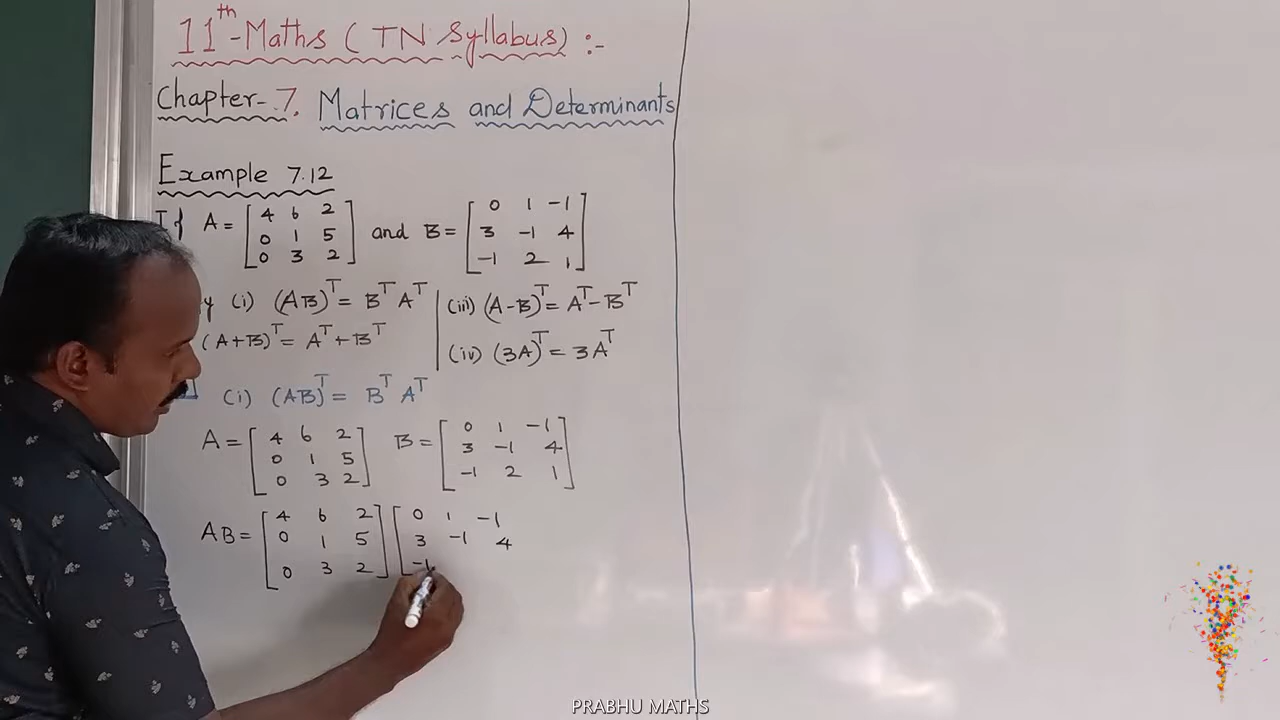 11th-Maths (TN Syllabus) :-
Chapter-7. Matrices and Determinants
Example 7.12
If A = [4 6 2
0 1 5
0 3 2] and B = [0 1 -1
3 -1 4
-1 2 1]
y (i) (AB)^T = B^T A^T
(A+B)^T = A^T + B^T
(iii) (A-B)^T = A^T - B^T
(iv) (3A)^T = 3A^T
(i) (AB)^T = B^T A^T
A = [4 6 2
0 1 5
0 3 2] B = [0 1 -1
3 -1 4
-1 2 1]
AB = [4 6 2
0 1 5
0 3 2] [0 1 -1
3 -1 4
-1
PRABHU MATHS